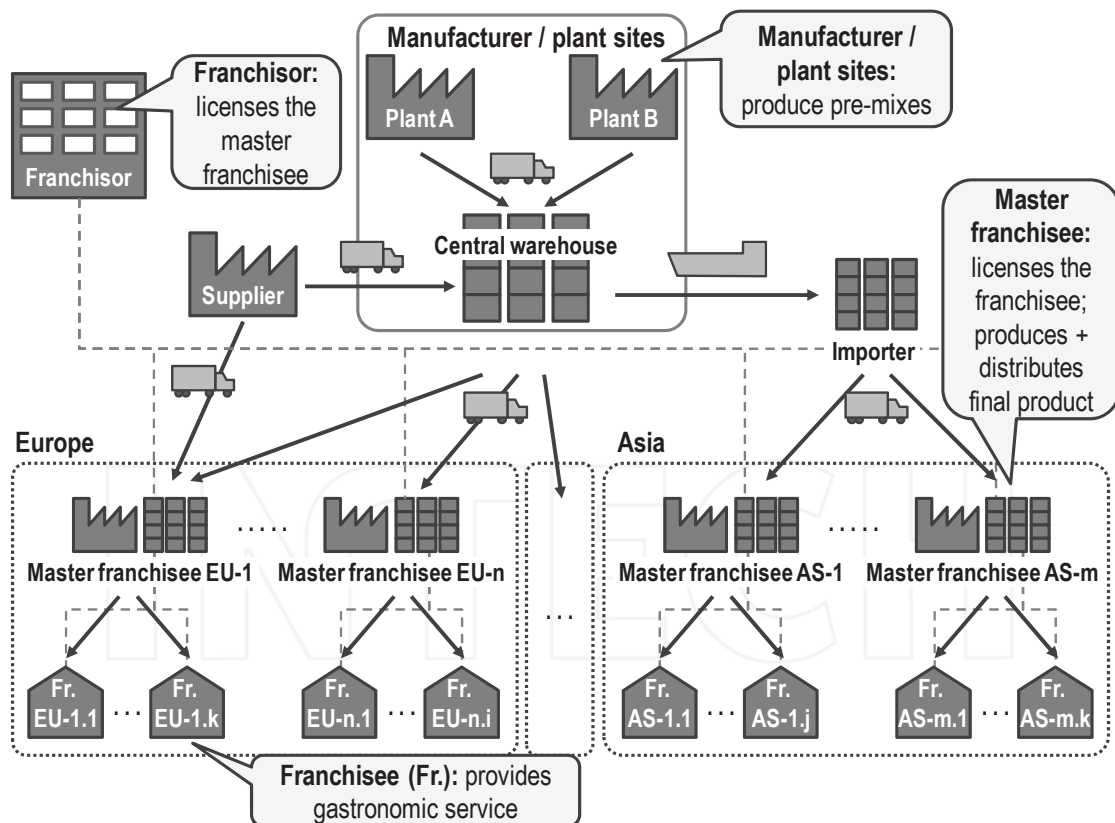 Manufacturer / plant sites
Manufacturer /
plant sites:
produce pre-mixes
Franchisor:
licenses the
master
franchisee
Plant A
Plant B
Franchisor
Master
franchisee:
licenses the
franchisee;
produces +
distributes
final product
Central warehouse
Supplier
Importer
Europe
Asia
.....
.....
Master franchisee EU-1
Master franchisee EU-n
Master franchisee AS-1
Master franchisee AS-m
...
Fr.
EU-1.1
...
Fr.
EU-1.k
Fr.
EU-n.1
...
Fr.
EU-n.i
Fr.
AS-1.1
...
Fr.
AS-1.j
Fr.
AS-m.1
...
Fr.
AS-m.k
Franchisee (Fr.): provides
gastronomic service
INTECH